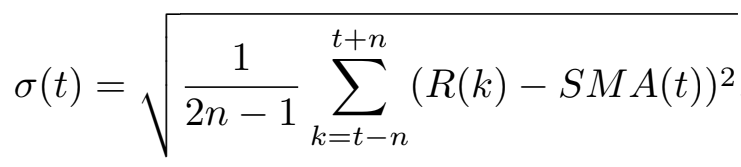 σ(t) = √(1/(2n − 1) ∑_{k=t−n}^{t+n} (R(k) − SMA(t))²)